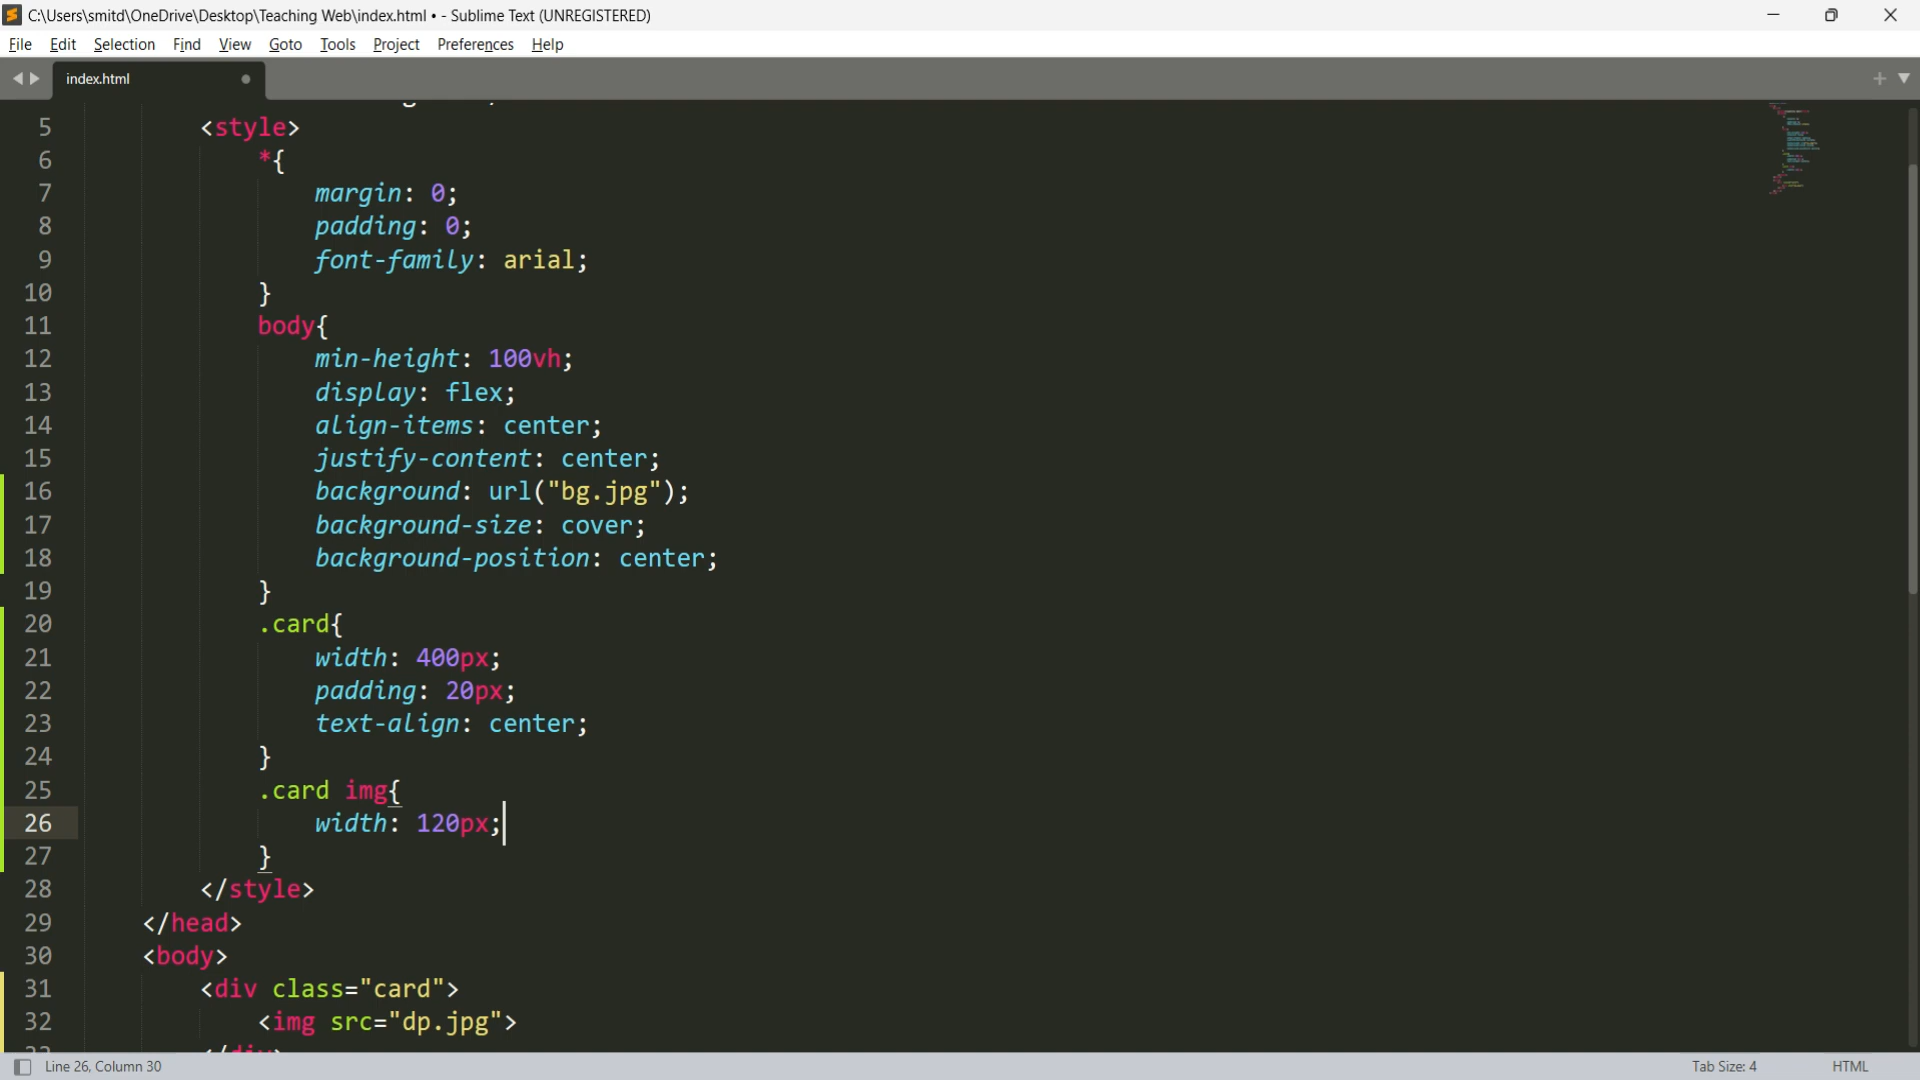 C:\Users\smitd\OneDrive\Desktop\Teaching Web\index.html • - Sublime Text (UNREGISTERED)
File Edit Selection Find View Goto Tools Project Preferences Help
index.html
5 <style>
6 *{
7 margin: 0;
8 padding: 0;
9 font-family: arial;
10 }
11 body{
12 min-height: 100vh;
13 display: flex;
14 align-items: center;
15 justify-content: center;
16 background: url("bg.jpg");
17 background-size: cover;
18 background-position: center;
19 }
20 .card{
21 width: 400px;
22 padding: 20px;
23 text-align: center;
24 }
25 .card img{
26 width: 120px;
27 }
28 </style>
29 </head>
30 <body>
31 <div class="card">
32 <img src="dp.jpg">
Line 26, Column 30 Tab Size: 4 HTML